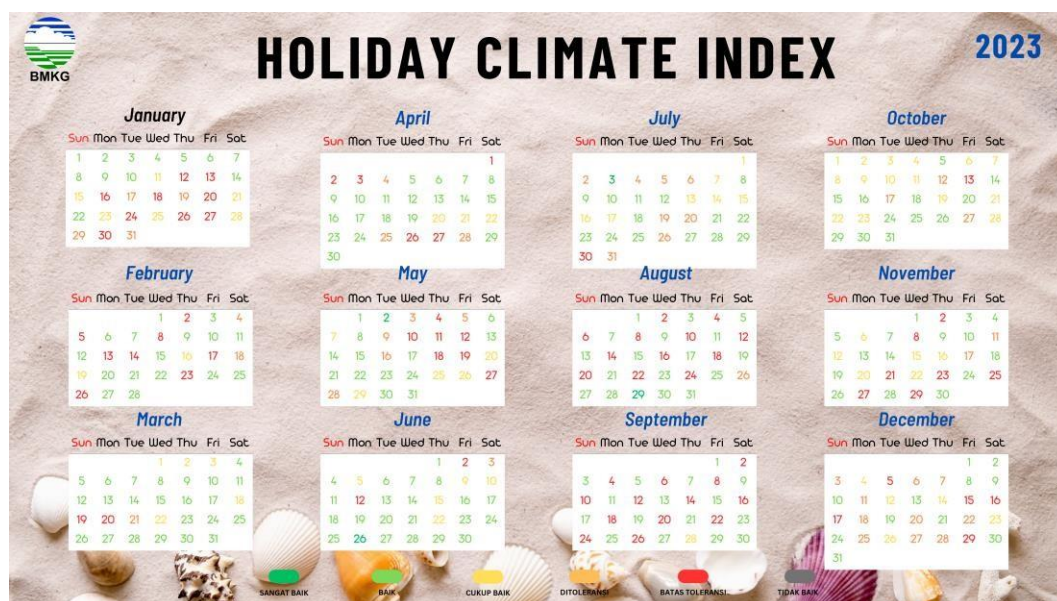 BMKG
HOLIDAY CLIMATE INDEX
2023
January
Sun Mon Tue Wed Thu Fri Sat
1 2 3 4 5 6 7
8 9 10 11 12 13 14
15 16 17 18 19 20 21
22 23 24 25 26 27 28
29 30 31
February
Sun Mon Tue Wed Thu Fri Sat
1 2 3 4
5 6 7 8 9 10 11
12 13 14 15 16 17 18
19 20 21 22 23 24 25
26 27 28
March
Sun Mon Tue Wed Thu Fri Sat
1 2 3 4
5 6 7 8 9 10 11
12 13 14 15 16 17 18
19 20 21 22 23 24 25
26 27 28 29 30 31
April
Sun Mon Tue Wed Thu Fri Sat
1
2 3 4 5 6 7 8
9 10 11 12 13 14 15
16 17 18 19 20 21 22
23 24 25 26 27 28 29
30
May
Sun Mon Tue Wed Thu Fri Sat
1 2 3 4 5 6
7 8 9 10 11 12 13
14 15 16 17 18 19 20
21 22 23 24 25 26 27
28 29 30 31
June
Sun Mon Tue Wed Thu Fri Sat
1 2 3
4 5 6 7 8 9 10
11 12 13 14 15 16 17
18 19 20 21 22 23 24
25 26 27 28 29 30
July
Sun Mon Tue Wed Thu Fri Sat
1
2 3 4 5 6 7 8
9 10 11 12 13 14 15
16 17 18 19 20 21 22
23 24 25 26 27 28 29
30 31
August
Sun Mon Tue Wed Thu Fri Sat
1 2 3 4 5
6 7 8 9 10 11 12
13 14 15 16 17 18 19
20 21 22 23 24 25 26
27 28 29 30 31
September
Sun Mon Tue Wed Thu Fri Sat
1 2
3 4 5 6 7 8 9
10 11 12 13 14 15 16
17 18 19 20 21 22 23
24 25 26 27 28 29 30
October
Sun Mon Tue Wed Thu Fri Sat
1 2 3 4 5 6 7
8 9 10 11 12 13 14
15 16 17 18 19 20 21
22 23 24 25 26 27 28
29 30 31
November
Sun Mon Tue Wed Thu Fri Sat
1 2 3 4
5 6 7 8 9 10 11
12 13 14 15 16 17 18
19 20 21 22 23 24 25
26 27 28 29 30
December
Sun Mon Tue Wed Thu Fri Sat
1 2
3 4 5 6 7 8 9
10 11 12 13 14 15 16
17 18 19 20 21 22 23
24 25 26 27 28 29 30
31
SANGAT BAIK BAIK CUKUP BAIK DITOLERANSI BATAS TOLERANSI TIDAK BAIK